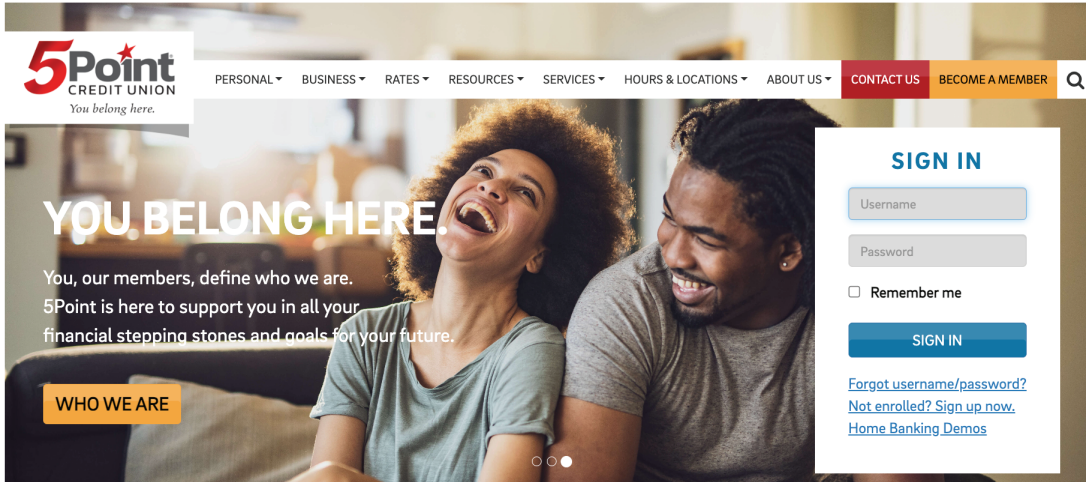 5Point
CREDIT UNION
You belong here.
PERSONAL BUSINESS RATES RESOURCES SERVICES HOURS & LOCATIONS ABOUT US CONTACT US BECOME A MEMBER
YOU BELONG HERE.
You, our members, define who we are.
5Point is here to support you in all your
financial stepping stones and goals for your future.
WHO WE ARE
SIGN IN
Username
Password
Remember me
SIGN IN
Forgot username/password?
Not enrolled? Sign up now.
Home Banking Demos